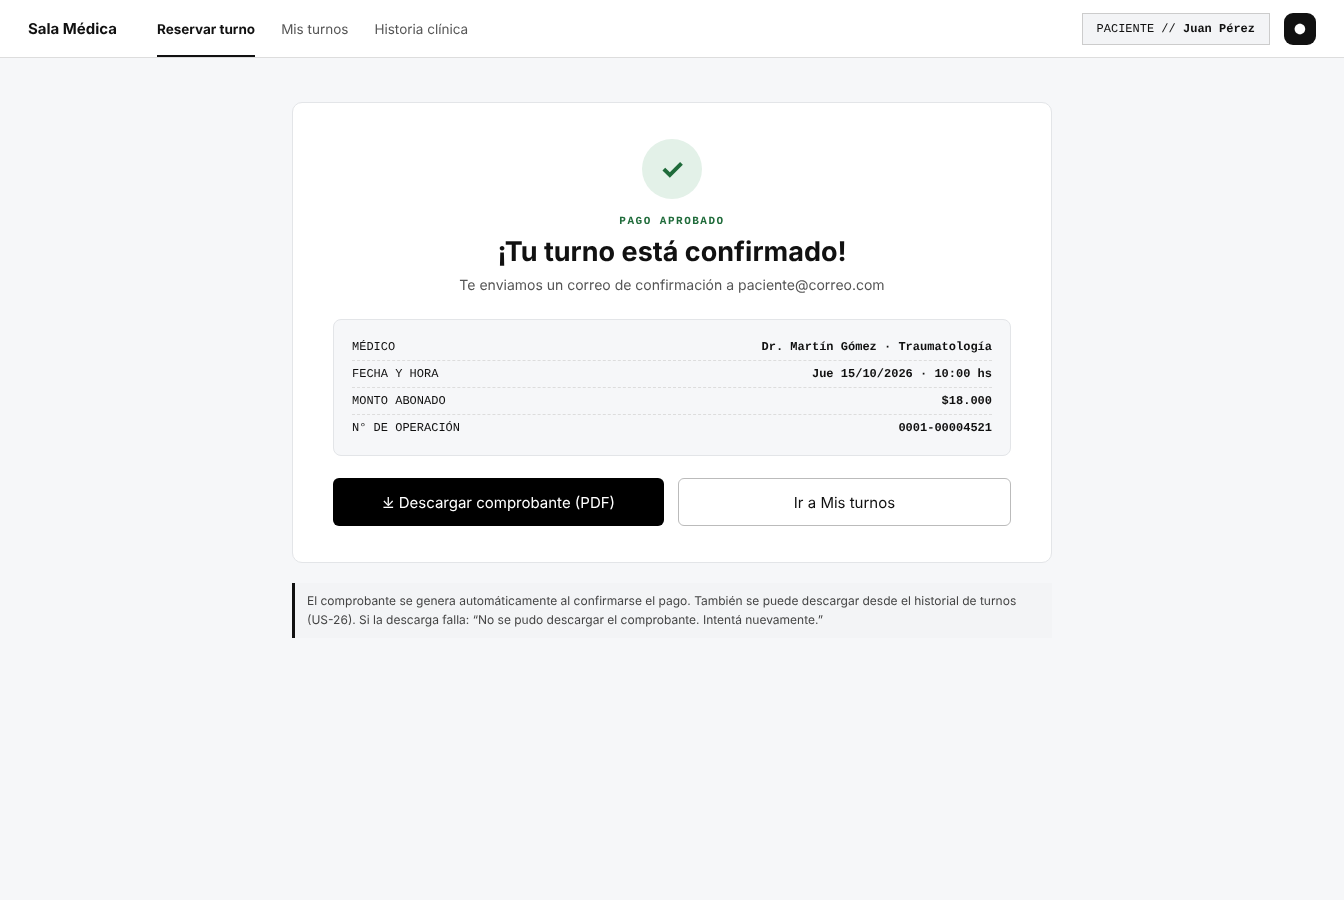 Sala Médica
Reservar turno
Mis turnos
Historia clínica
PACIENTE // Juan Pérez
PAGO APROBADO
¡Tu turno está confirmado!
Te enviamos un correo de confirmación a paciente@correo.com
MÉDICO Dr. Martín Gómez · Traumatología
FECHA Y HORA Jue 15/10/2026 · 10:00 hs
MONTO ABONADO $18.000
N° DE OPERACIÓN 0001-00004521
Descargar comprobante (PDF)
Ir a Mis turnos
El comprobante se genera automáticamente al confirmarse el pago. También se puede descargar desde el historial de turnos
(US-26). Si la descarga falla: “No se pudo descargar el comprobante. Intentá nuevamente.”